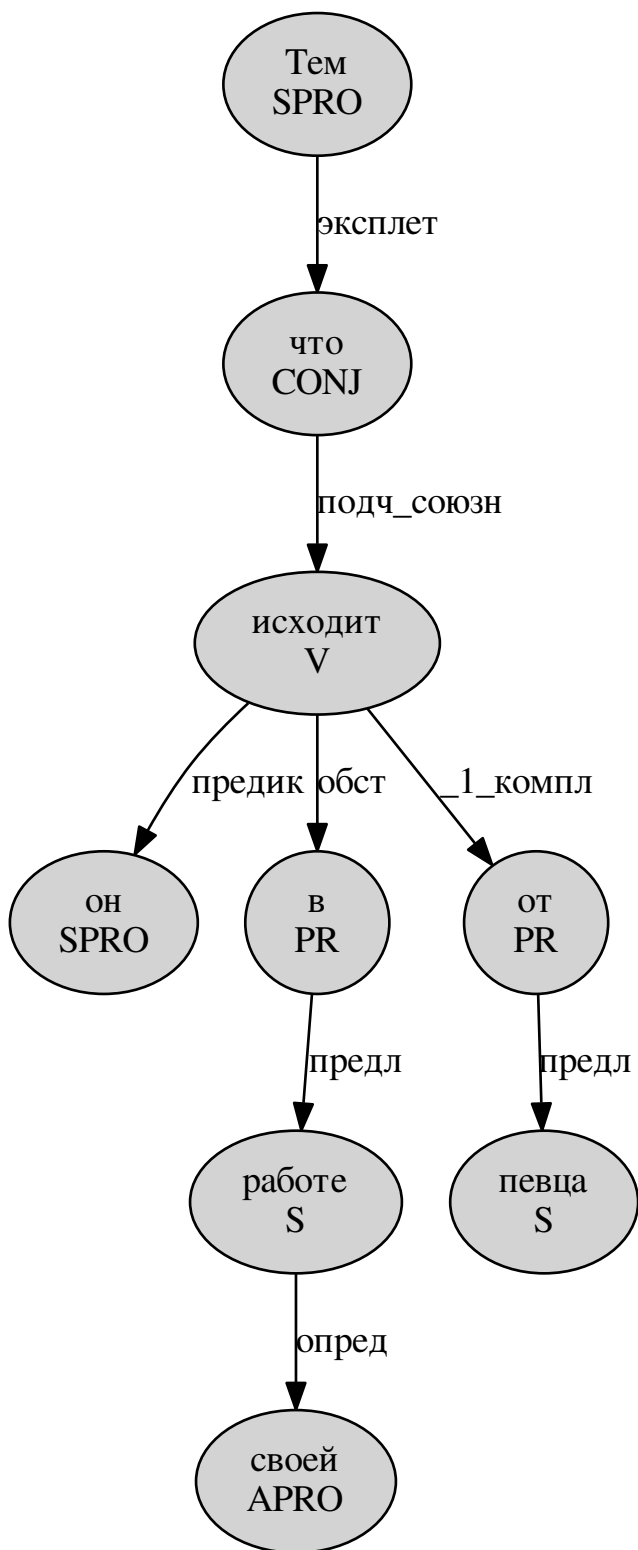 Тем
SPRO
эксплет
что
CONJ
подч_союзн
исходит
V
предик
обст
_1_компл
он
SPRO
в
PR
от
PR
предл
предл
работе
S
певца
S
опред
своей
APRO